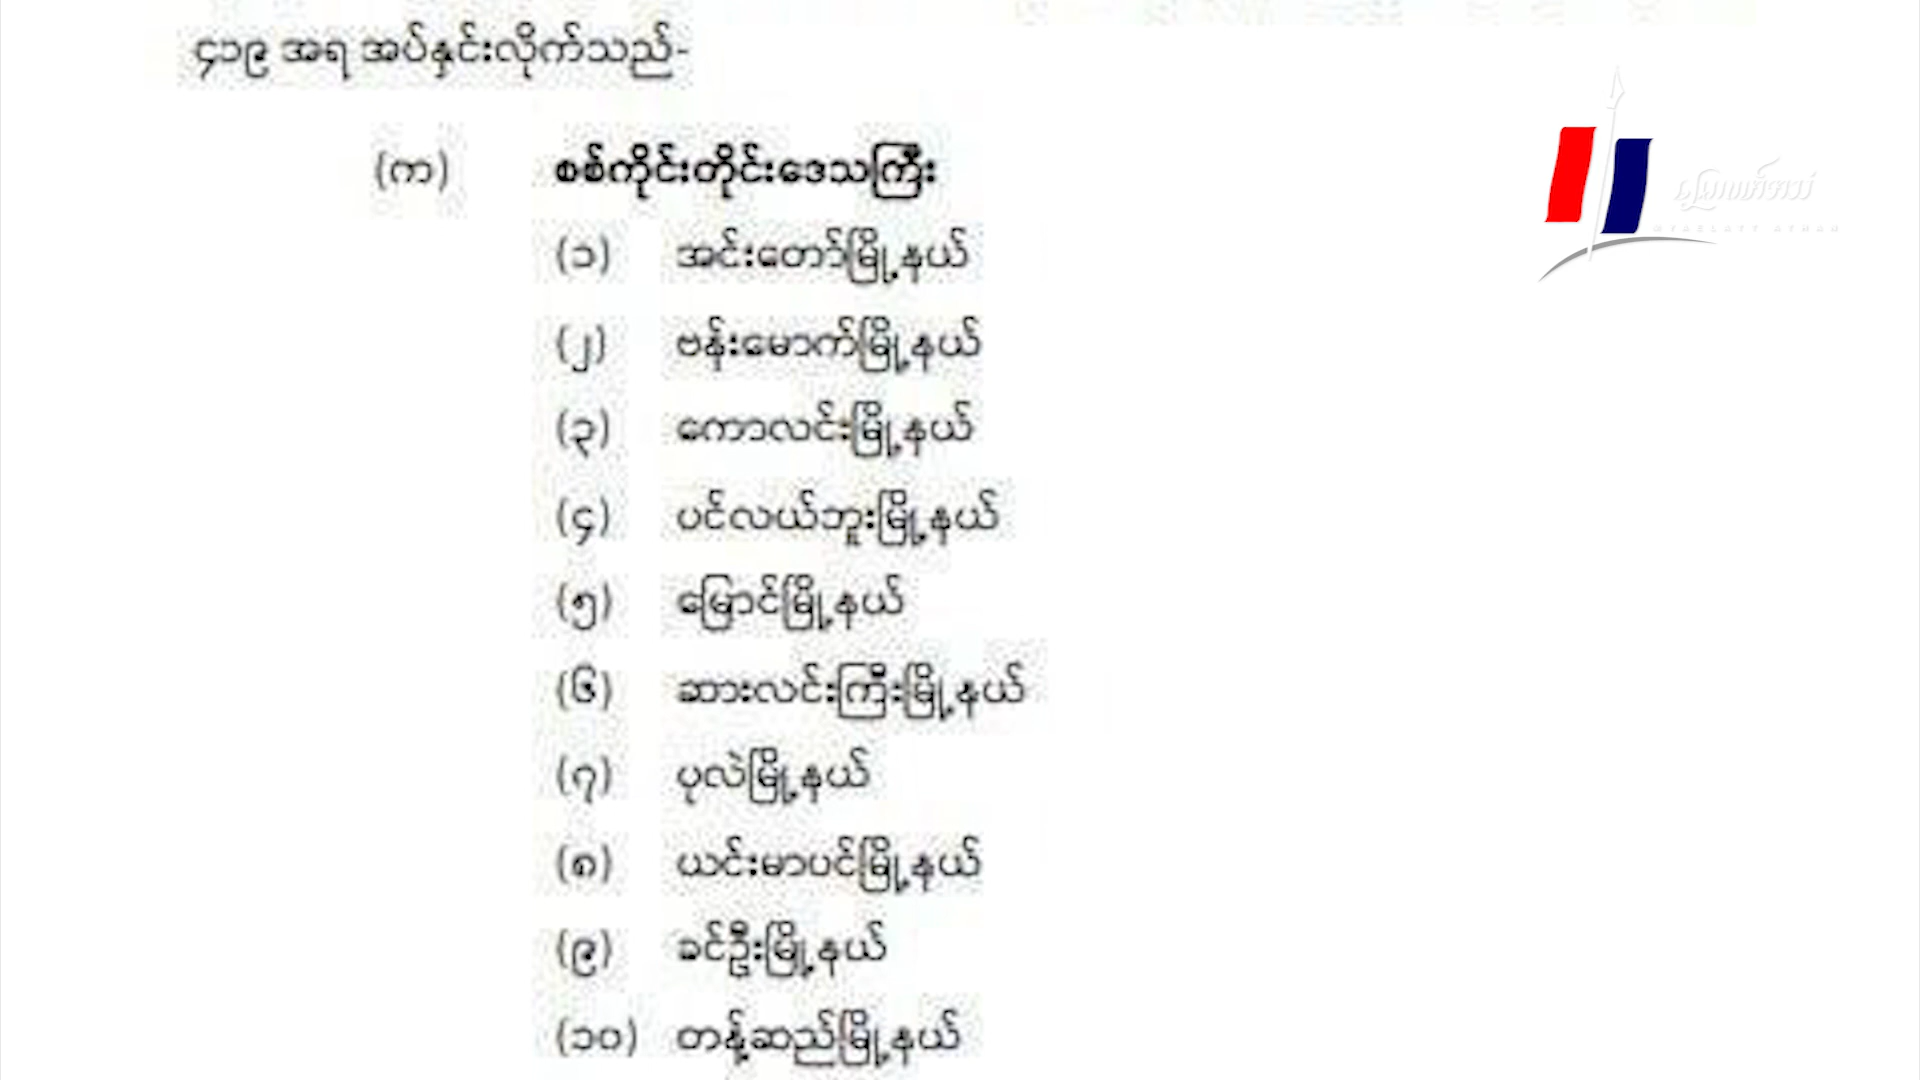 ၄၁၉ အရ အပ်နှင်းလိုက်သည်-
(က) စစ်ကိုင်းတိုင်းဒေသကြီး
(၁) အင်းတော်မြို့နယ်
(၂) ဗန်းမောက်မြို့နယ်
(၃) ကောလင်းမြို့နယ်
(၄) ပင်လယ်ဘူးမြို့နယ်
(၅) မြောင်မြို့နယ်
(၆) ဆားလင်းကြီးမြို့နယ်
(၇) ပုလဲမြို့နယ်
(၈) ယင်းမာပင်မြို့နယ်
(၉) ခင်ဦးမြို့နယ်
(၁၀) တန့်ဆည်မြို့နယ်